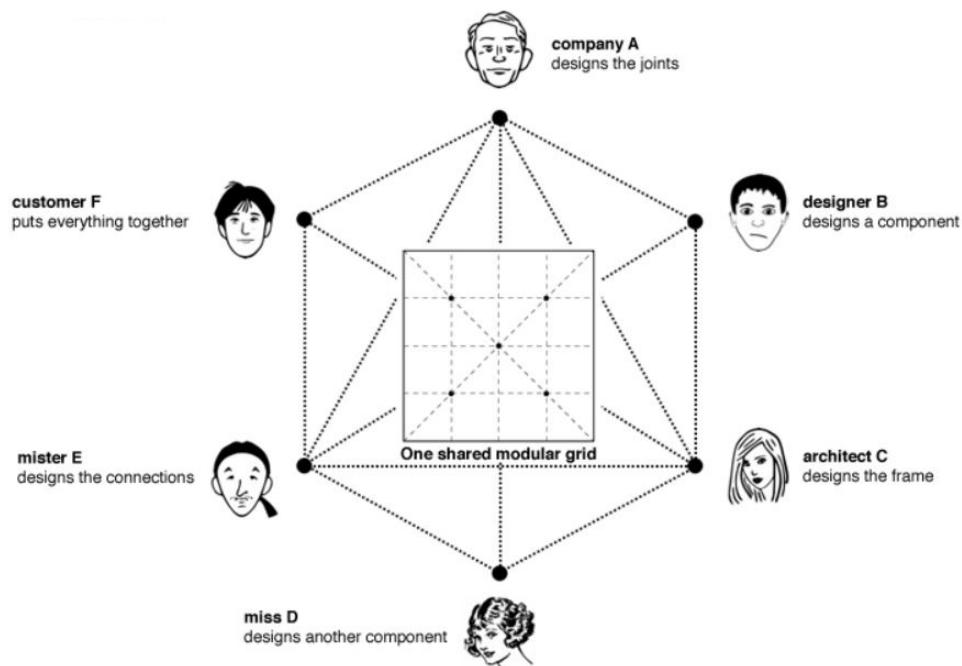 company A
designs the joints
customer F
puts everything together
designer B
designs a component
One shared modular grid
mister E
designs the connections
architect C
designs the frame
miss D
designs another component